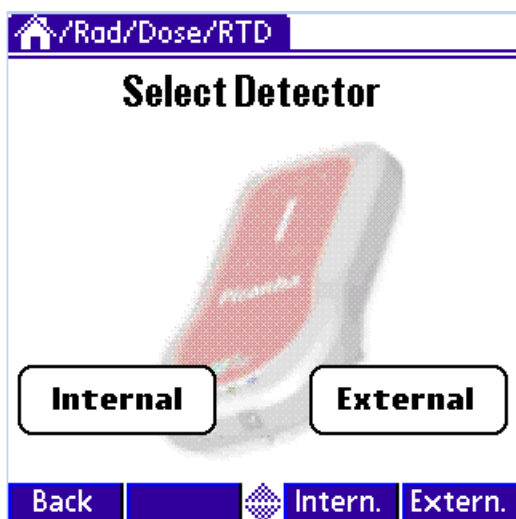 /Rad/Dose/RTD
Select Detector
Piranha
Internal
External
Back
Intern.
Extern.